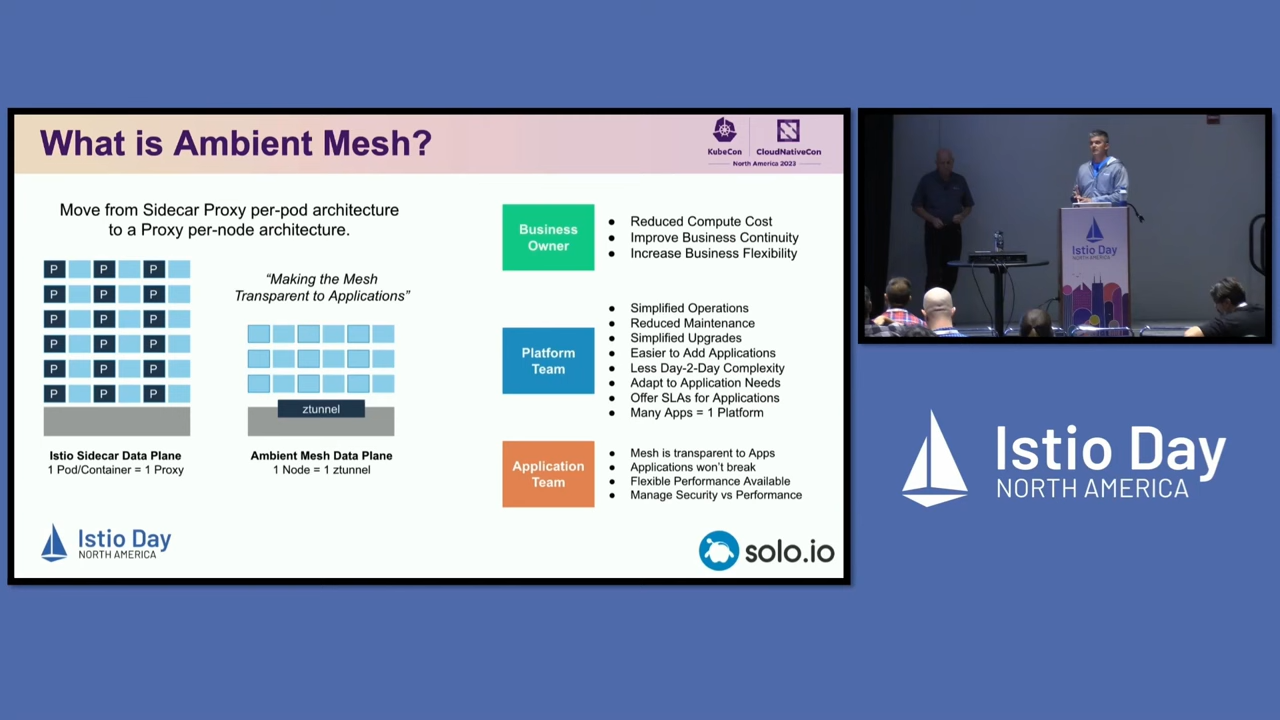 What is Ambient Mesh?
KubeCon
CloudNativeCon
North America 2023
Move from Sidecar Proxy per-pod architecture
to a Proxy per-node architecture.
“Making the Mesh
Transparent to Applications”
P P P
P P P
P P P
P P P
P P P
P P P
ztunnel
Istio Sidecar Data Plane
1 Pod/Container = 1 Proxy
Ambient Mesh Data Plane
1 Node = 1 ztunnel
Business
Owner
● Reduced Compute Cost
● Improve Business Continuity
● Increase Business Flexibility
Platform
Team
● Simplified Operations
● Reduced Maintenance
● Simplified Upgrades
● Easier to Add Applications
● Less Day-2-Day Complexity
● Adapt to Application Needs
● Offer SLAs for Applications
● Many Apps = 1 Platform
Application
Team
● Mesh is transparent to Apps
● Applications won’t break
● Flexible Performance Available
● Manage Security vs Performance
Istio Day
NORTH AMERICA
solo.io
Istio Day
NORTH AMERICA
Istio Day
NORTH AMERICA